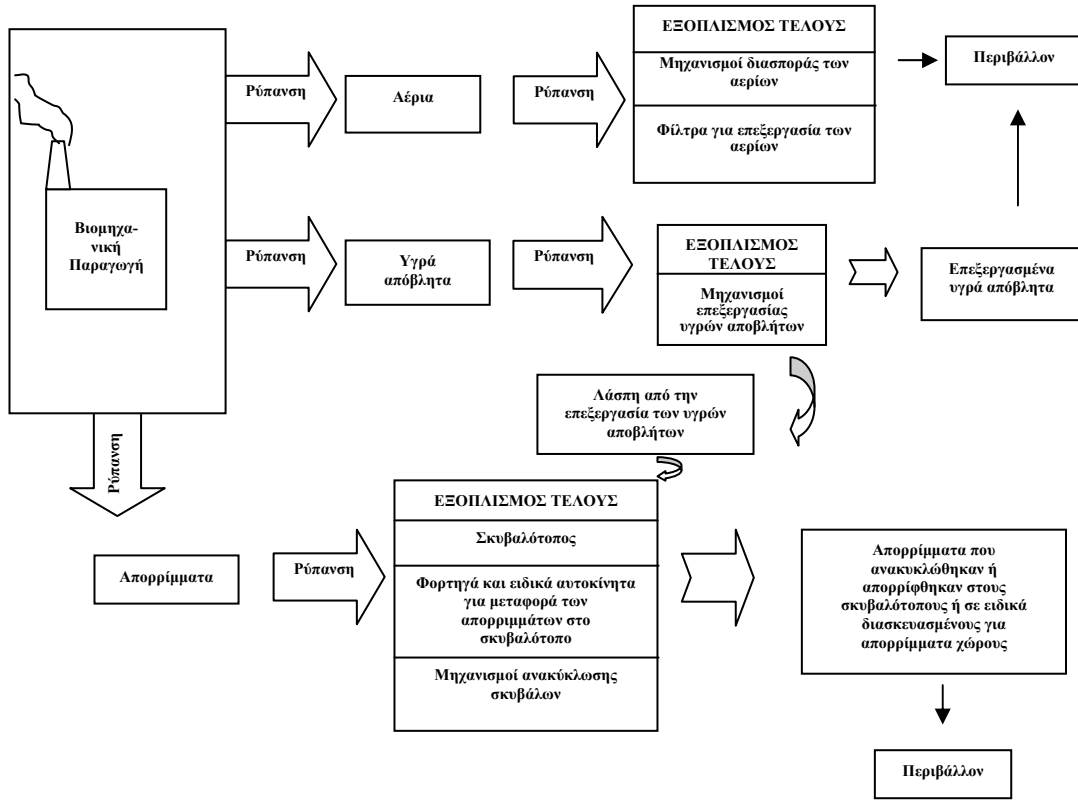 Βιομηχα-
νική
Παραγωγή
Ρύπανση
Αέρια
Ρύπανση
ΕΞΟΠΛΙΣΜΟΣ ΤΕΛΟΥΣ
Μηχανισμοί διασποράς των
αερίων
Φίλτρα για επεξεργασία των
αερίων
Περιβάλλον
Ρύπανση
Υγρά
απόβλητα
Ρύπανση
ΕΞΟΠΛΙΣΜΟΣ
ΤΕΛΟΥΣ
Μηχανισμοί
επεξεργασίας
υγρών αποβλήτων
Επεξεργασμένα
υγρά απόβλητα
Λάσπη από την
επεξεργασία των υγρών
αποβλήτων
Ρύπανση
Απορρίμματα
Ρύπανση
ΕΞΟΠΛΙΣΜΟΣ ΤΕΛΟΥΣ
Σκυβαλότοπος
Φορτηγά και ειδικά αυτοκίνητα
για μεταφορά των
απορριμμάτων στο
σκυβαλότοπο
Μηχανισμοί ανακύκλωσης
σκυβάλων
Απορρίμματα που
ανακυκλώθηκαν ή
απορρίφθηκαν στους
σκυβαλότοπους ή σε ειδικά
διασκευασμένους για
απορρίμματα χώρους
Περιβάλλον